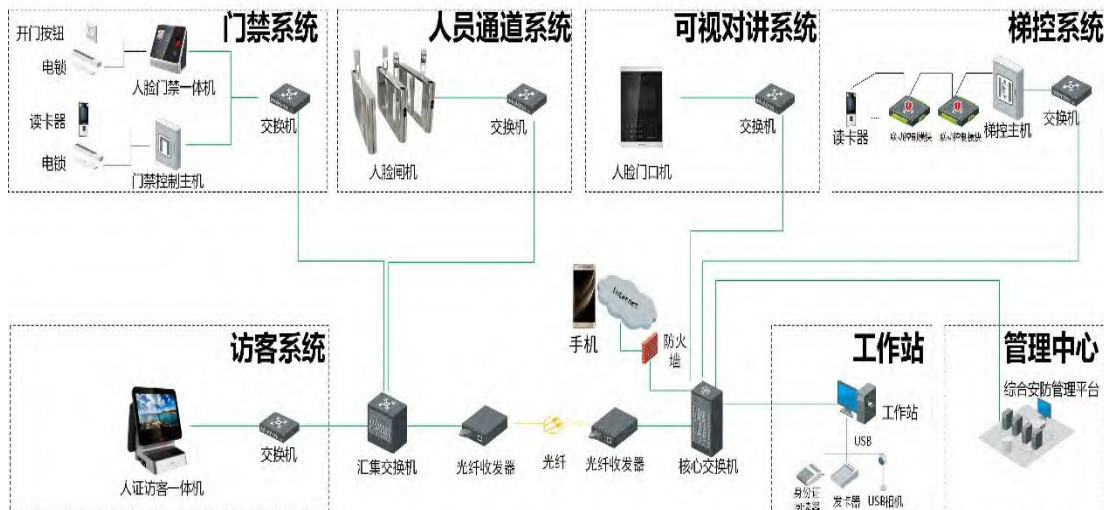 门禁系统
开门按钮
电锁
人脸门禁一体机
读卡器
电锁
门禁控制主机
交换机
人员通道系统
人脸闸机
交换机
可视对讲系统
人脸门口机
交换机
梯控系统
读卡器
梯控主机
交换机
手机
Internet
防火
墙
访客系统
人证访客一体机
交换机
汇集交换机
光纤收发器
光纤
光纤收发器
核心交换机
工作站
工作站
USB
身份证
阅读器
发卡器
USB相机
管理中心
综合安防管理平台